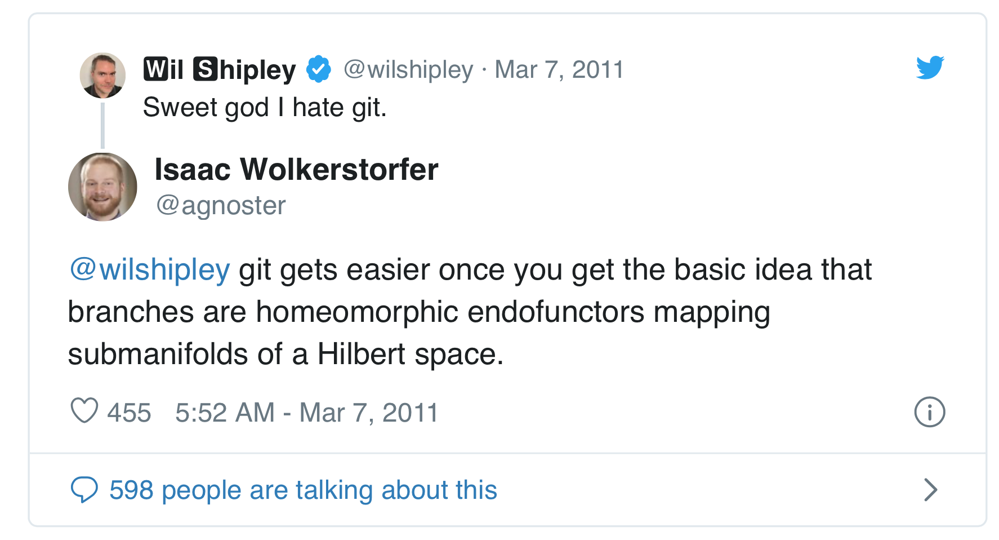 Wil Shipley @wilshipley · Mar 7, 2011
Sweet god I hate git.
Isaac Wolkerstorfer
@agnoster
@wilshipley git gets easier once you get the basic idea that
branches are homeomorphic endofunctors mapping
submanifolds of a Hilbert space.
455 5:52 AM - Mar 7, 2011
598 people are talking about this